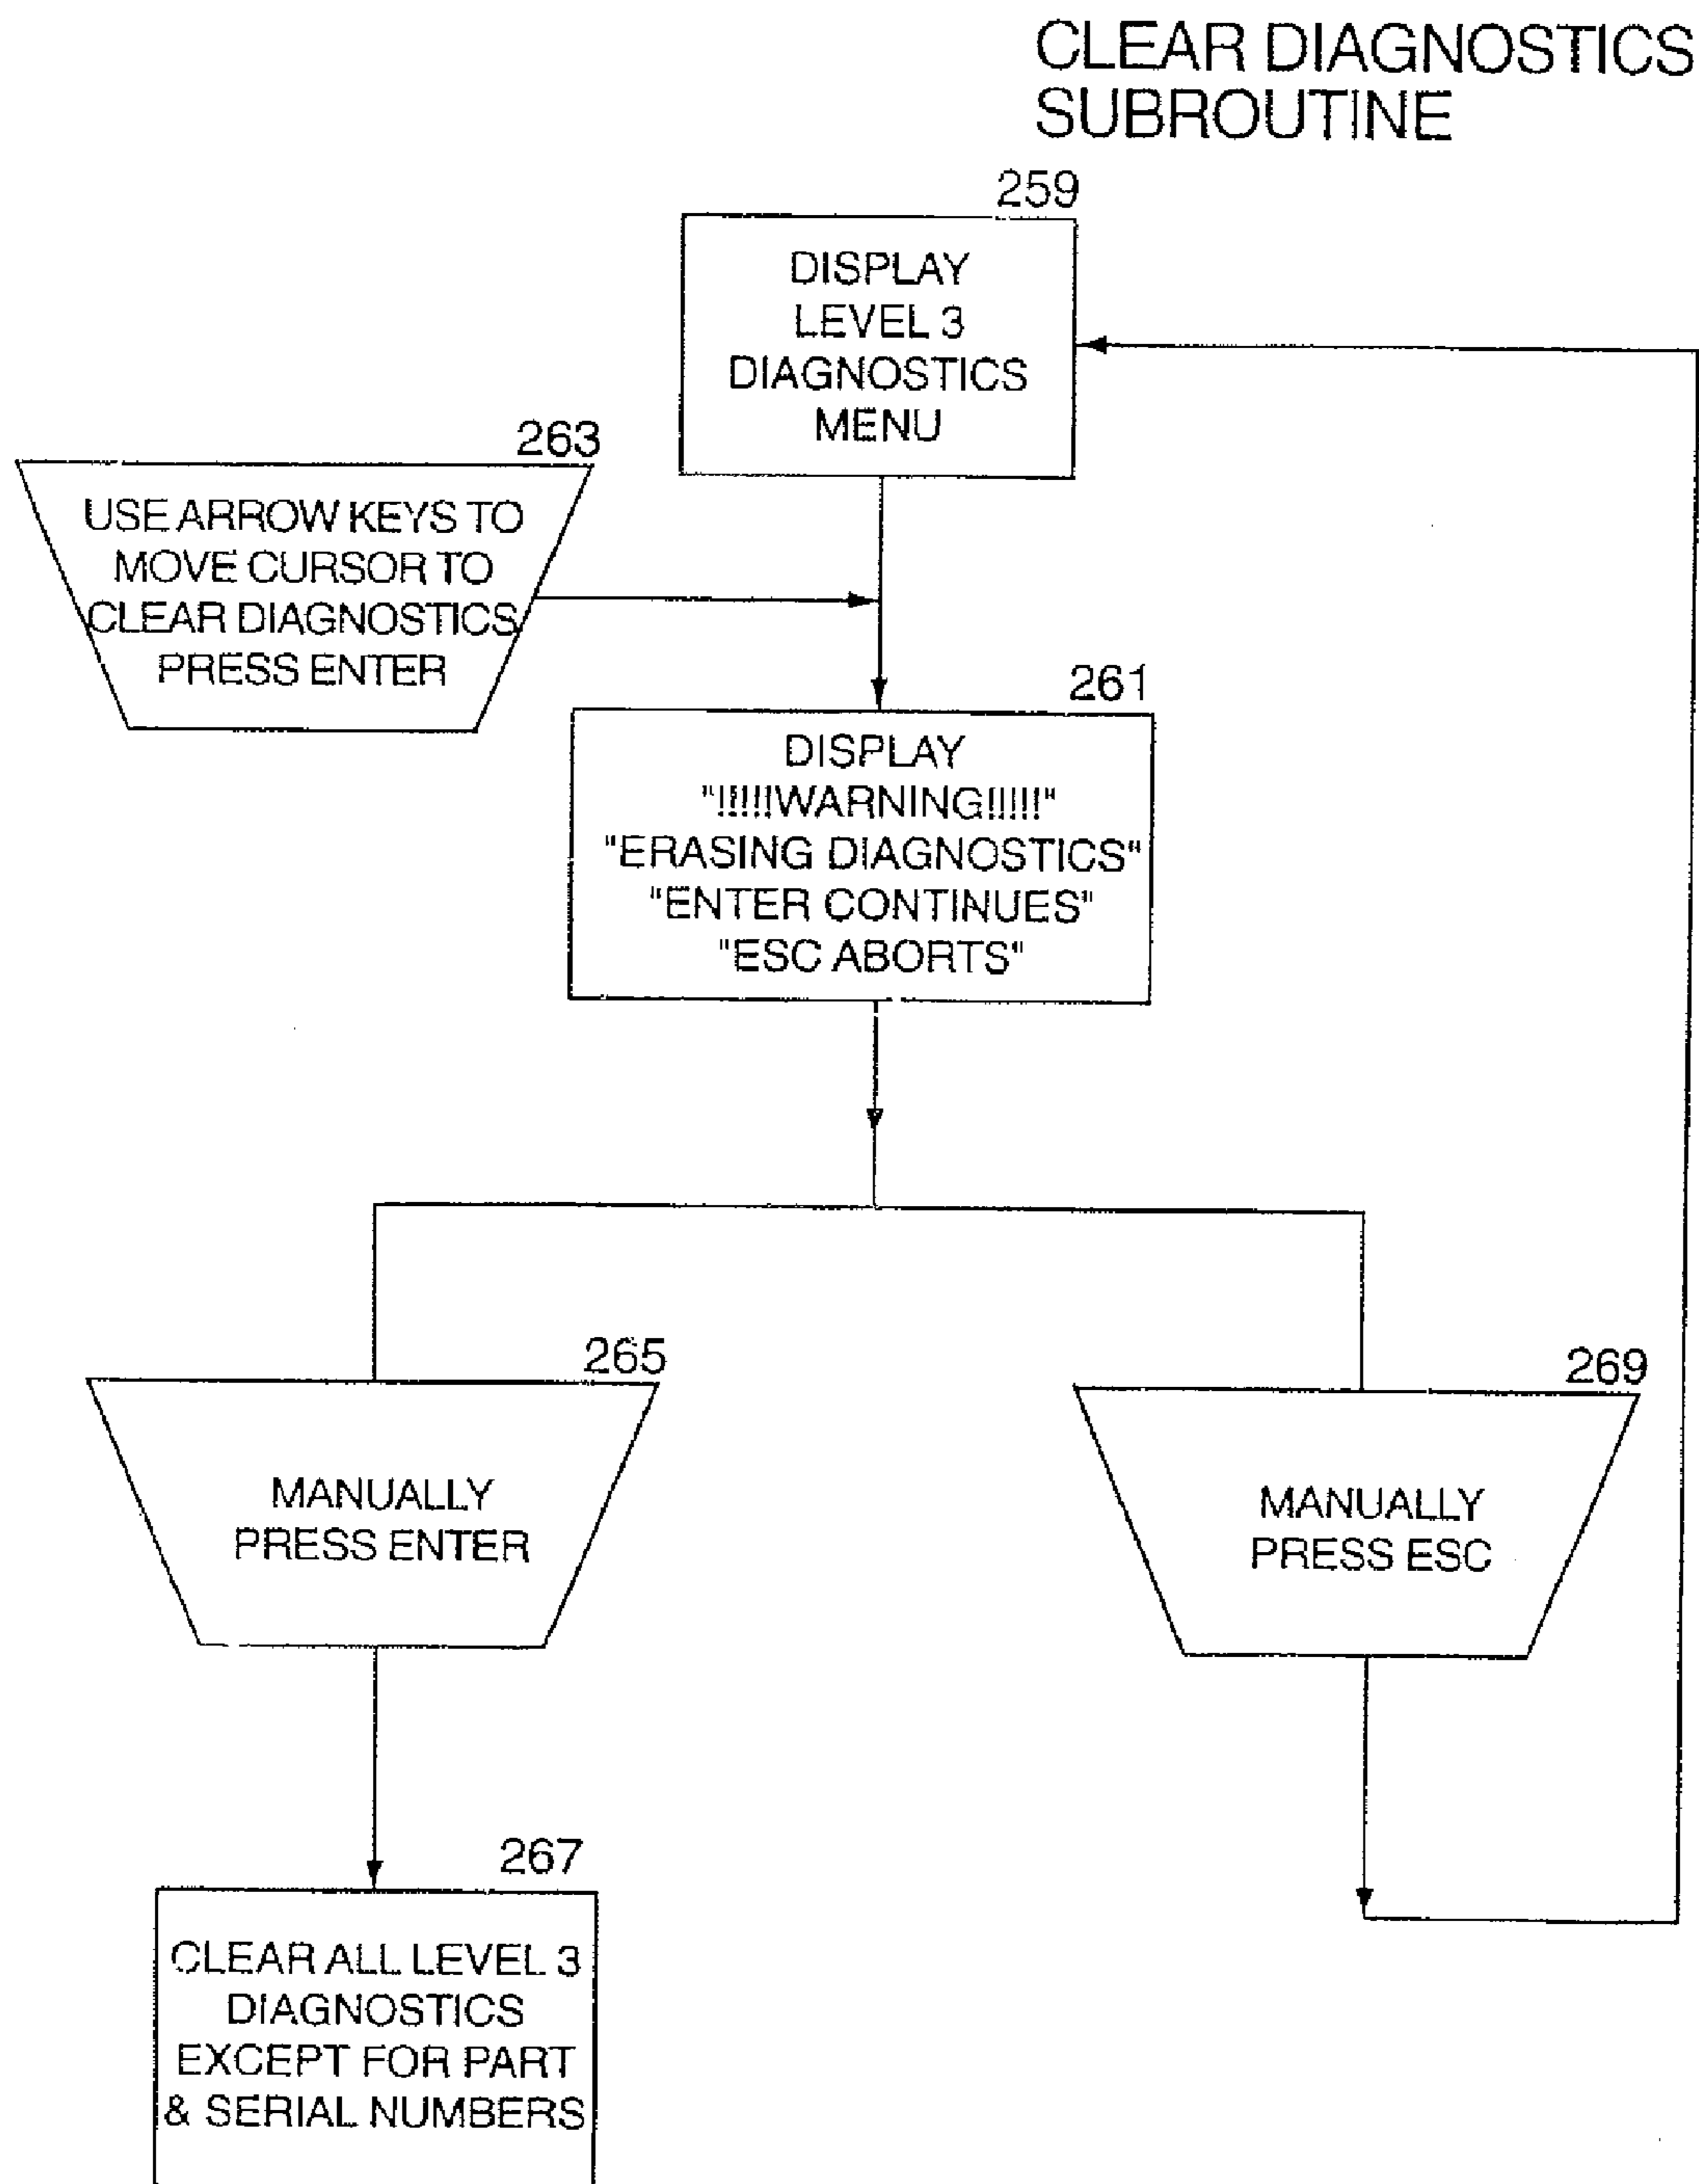 CLEAR DIAGNOSTICS
SUBROUTINE
259
DISPLAY
LEVEL 3
DIAGNOSTICS
MENU
263
USE ARROW KEYS TO
MOVE CURSOR TO
CLEAR DIAGNOSTICS
PRESS ENTER
261
DISPLAY
"!!!!!WARNING!!!!!"
"ERASING DIAGNOSTICS"
"ENTER CONTINUES"
"ESC ABORTS"
265
MANUALLY
PRESS ENTER
269
MANUALLY
PRESS ESC
267
CLEAR ALL LEVEL 3
DIAGNOSTICS
EXCEPT FOR PART
& SERIAL NUMBERS